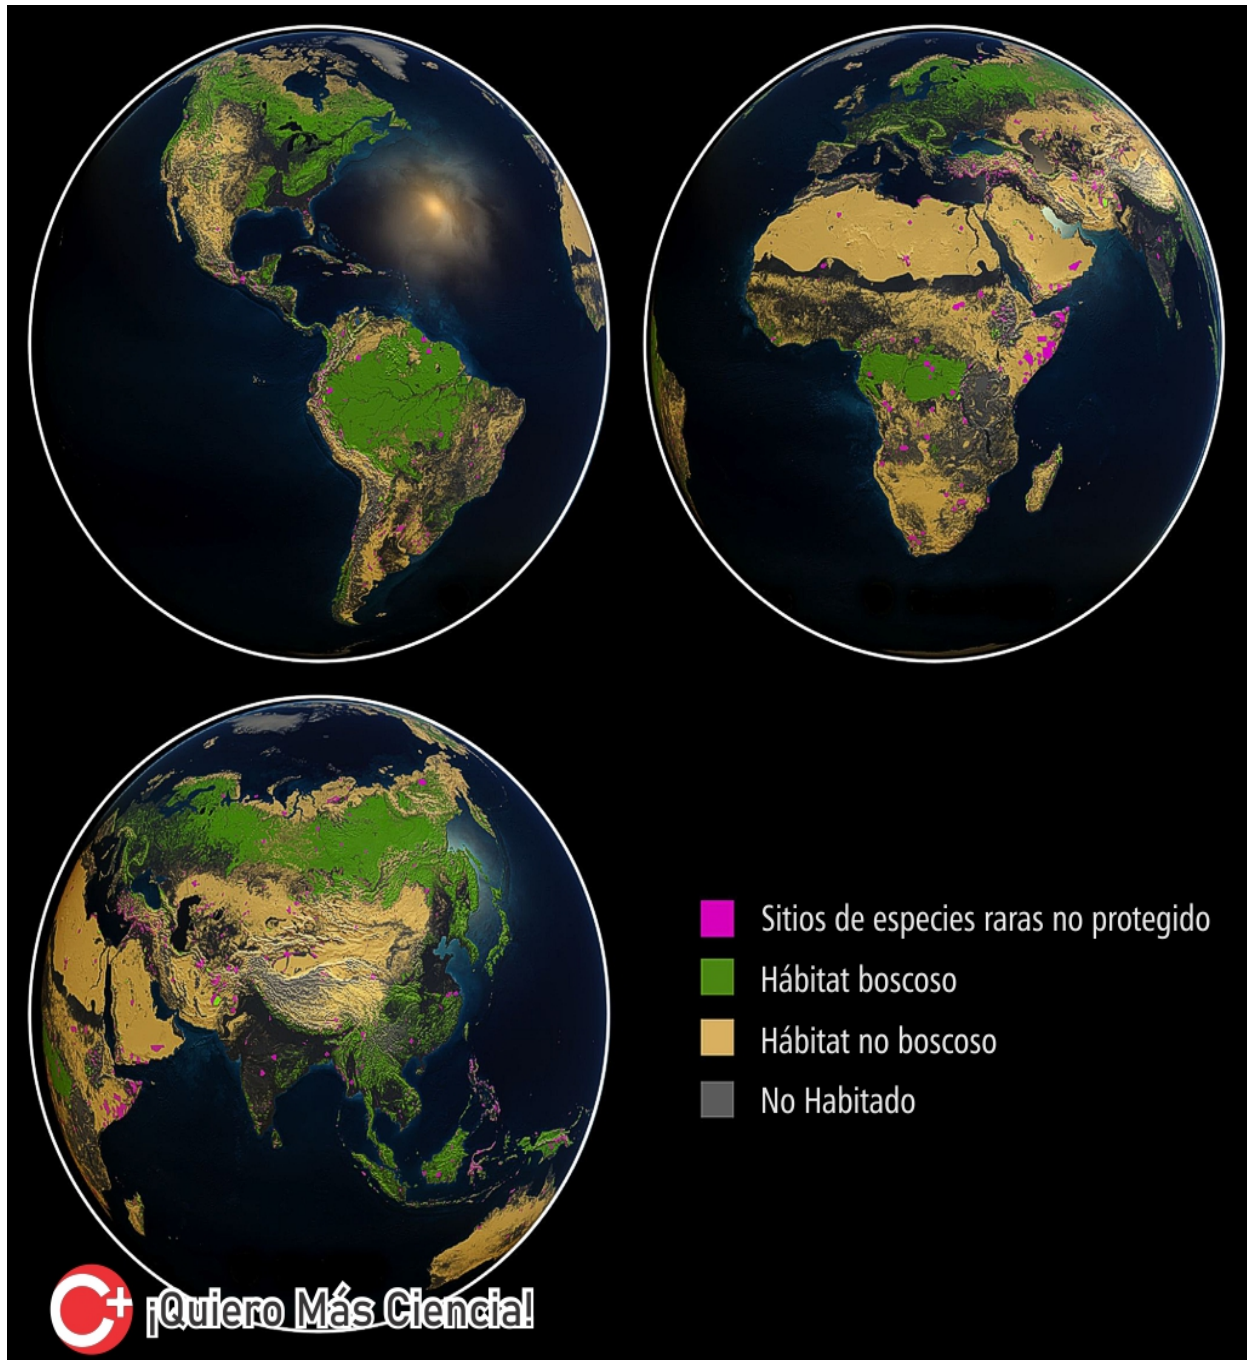 Sitios de especies raras no protegido
Hábitat boscoso
Hábitat no boscoso
No Habitado
C+ ¡Quiero Más Ciencia!